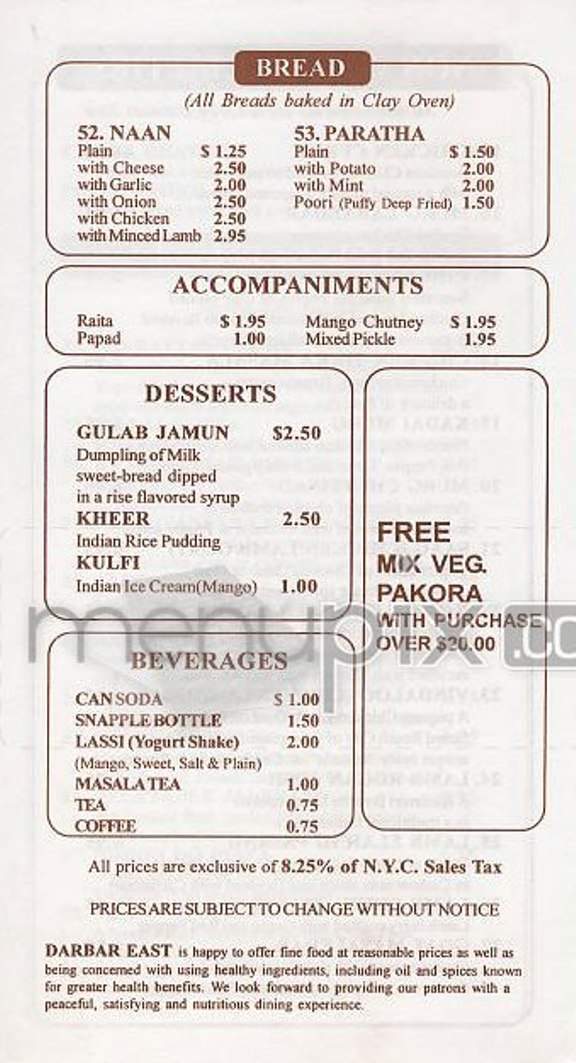 BREAD
(All Breads baked in Clay Oven)
52. NAAN
Plain $ 1.25
with Cheese 2.50
with Garlic 2.00
with Onion 2.50
with Chicken 2.50
with Minced Lamb 2.95
53. PARATHA
Plain $ 1.50
with Potato 2.00
with Mint 2.00
Poori (Puffy Deep Fried) 1.50
ACCOMPANIMENTS
Raita $ 1.95
Papad 1.00
Mango Chutney $ 1.95
Mixed Pickle 1.95
DESSERTS
GULAB JAMUN $2.50
Dumpling of Milk
sweet-bread dipped
in a rise flavored syrup
KHEER 2.50
Indian Rice Pudding
KULFI
Indian Ice Cream (Mango) 1.00
FREE
MIX VEG.
PAKORA
WITH PURCHASE
OVER $20.00
menupix.co
BEVERAGES
CAN SODA $ 1.00
SNAPPLE BOTTLE 1.50
LASSI (Yogurt Shake) 2.00
(Mango, Sweet, Salt & Plain)
MASALA TEA 1.00
TEA 0.75
COFFEE 0.75
All prices are exclusive of 8.25% of N.Y.C. Sales Tax
PRICES ARE SUBJECT TO CHANGE WITHOUT NOTICE
DARBAR EAST is happy to offer fine food at reasonable prices as well as
being concerned with using healthy ingredients, including oil and spices known
for greater health benefits. We look forward to providing our patrons with a
peaceful, satisfying and nutritious dining experience.